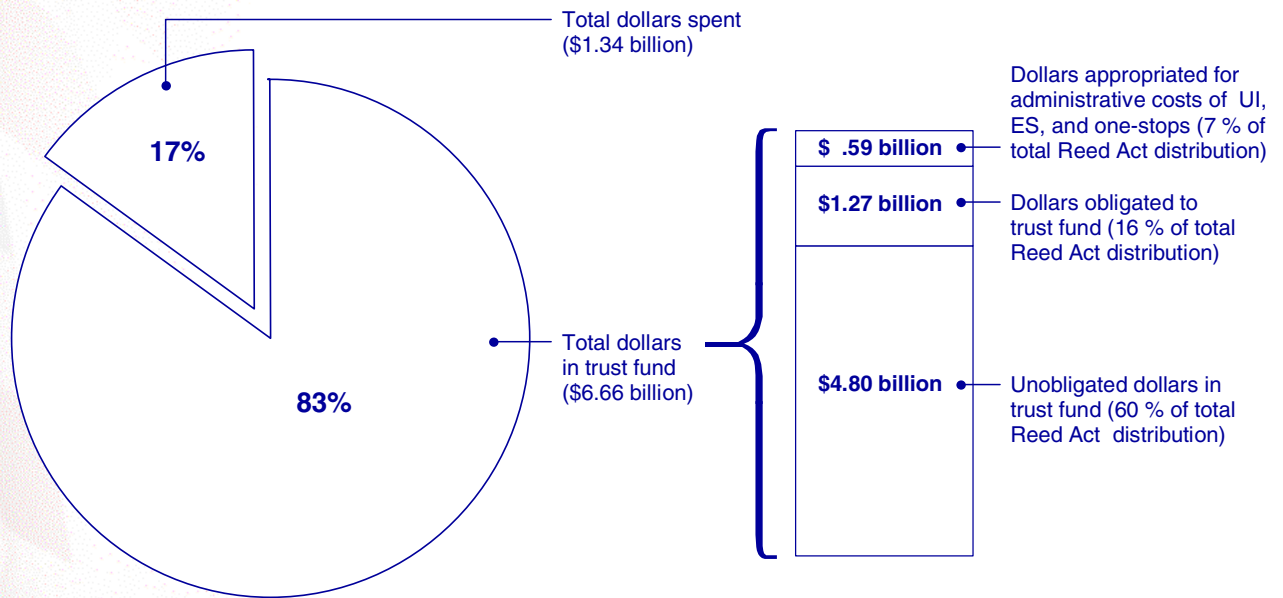 Total dollars spent
($1.34 billion)
17%
83%
Total dollars
in trust fund
($6.66 billion)
$ .59 billion
Dollars appropriated for
administrative costs of UI,
ES, and one-stops (7 % of
total Reed Act distribution)
$1.27 billion
Dollars obligated to
trust fund (16 % of total
Reed Act distribution)
$4.80 billion
Unobligated dollars in
trust fund (60 % of total
Reed Act distribution)